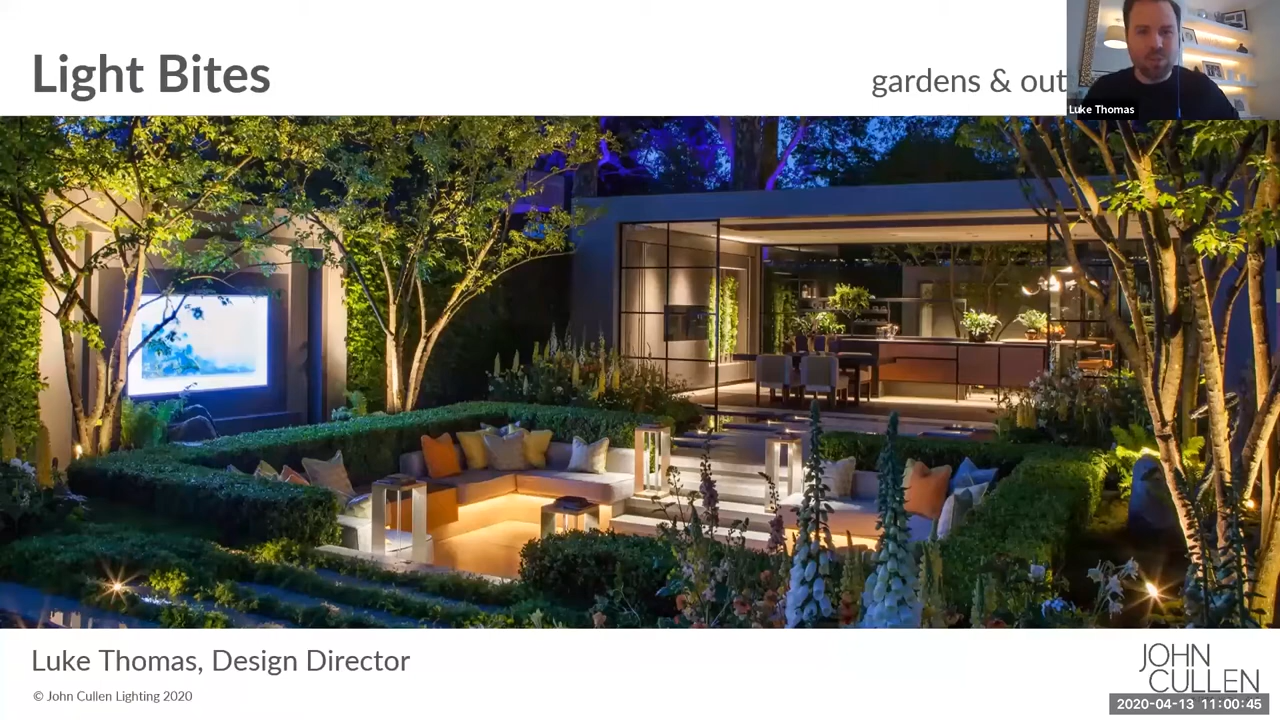 Light Bites
gardens & out
Luke Thomas
Luke Thomas, Design Director
© John Cullen Lighting 2020
JOHN
CULLEN
2020-04-13 11:00:45